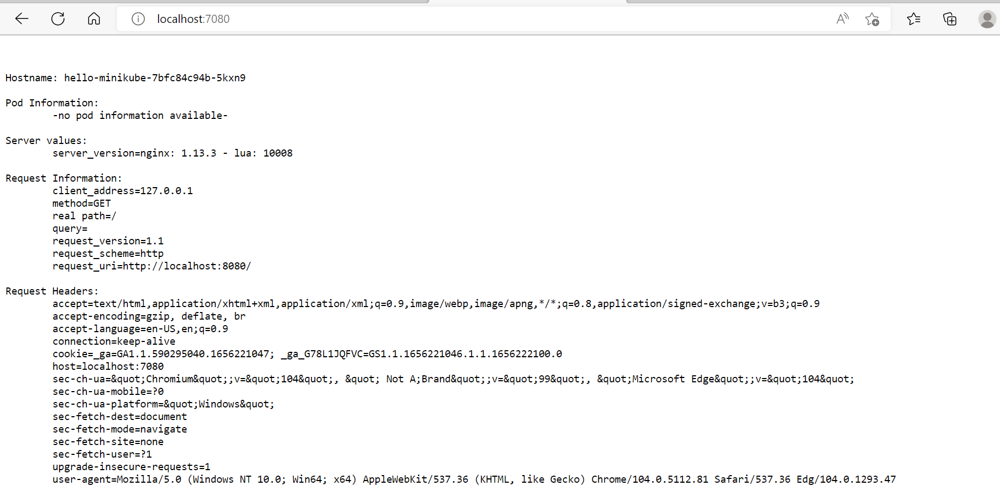 localhost:7080
Hostname: hello-minikube-7bfc84c94b-5kxn9
Pod Information:
-no pod information available-
Server values:
server_version=nginx: 1.13.3 - lua: 10008
Request Information:
client_address=127.0.0.1
method=GET
real path=/
query=
request_version=1.1
request_scheme=http
request_uri=http://localhost:8080/
Request Headers:
accept=text/html,application/xhtml+xml,application/xml;q=0.9,image/webp,image/apng,*/*;q=0.8,application/signed-exchange;v=b3;q=0.9
accept-encoding=gzip, deflate, br
accept-language=en-US,en;q=0.9
connection=keep-alive
cookie=_ga=GA1.1.590295040.1656221047; _ga_G78L1JQFVC=GS1.1.1656221046.1.1.1656222100.0
host=localhost:7080
sec-ch-ua=&quot;Chromium&quot;;v=&quot;104&quot;, &quot; Not A;Brand&quot;;v=&quot;99&quot;, &quot;Microsoft Edge&quot;;v=&quot;104&quot;
sec-ch-ua-mobile=?0
sec-ch-ua-platform=&quot;Windows&quot;
sec-fetch-dest=document
sec-fetch-mode=navigate
sec-fetch-site=none
sec-fetch-user=?1
upgrade-insecure-requests=1
user-agent=Mozilla/5.0 (Windows NT 10.0; Win64; x64) AppleWebKit/537.36 (KHTML, like Gecko) Chrome/104.0.5112.81 Safari/537.36 Edg/104.0.1293.47